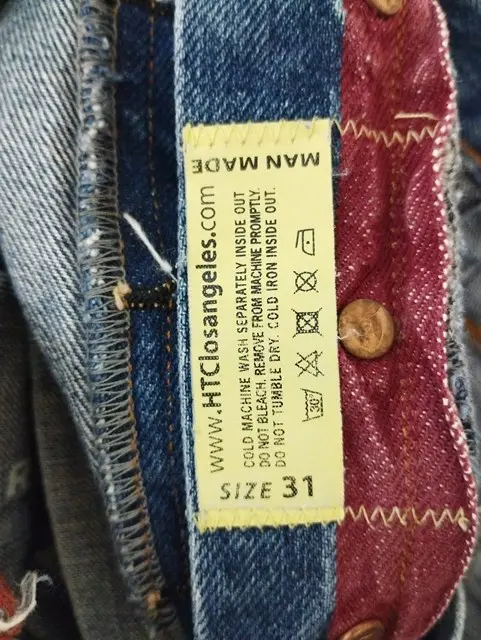 MAN MADE
www.HTClosangeles.com
COLD MACHINE WASH SEPARATELY INSIDE OUT
DO NOT BLEACH. REMOVE FROM MACHINE PROMPTLY.
DO NOT TUMBLE DRY. COLD IRON INSIDE OUT.
30°
SIZE 31